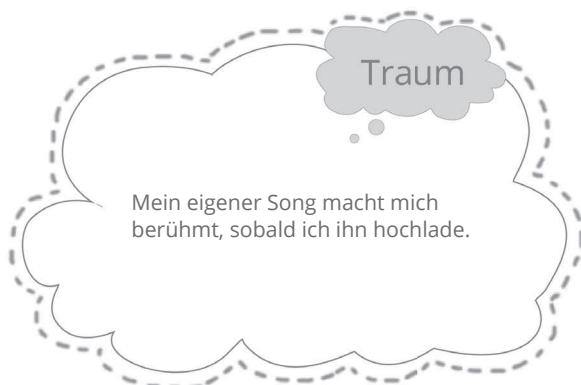 Traum
Mein eigener Song macht mich
berühmt, sobald ich ihn hochlade.